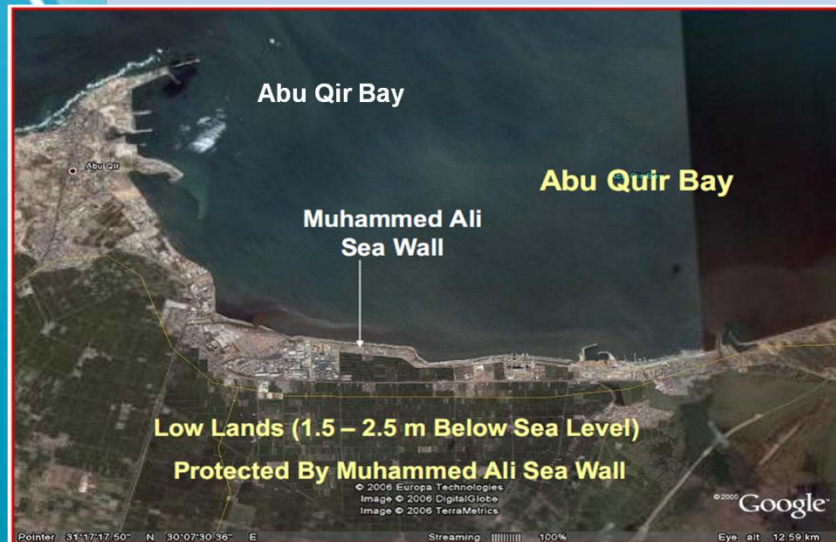 Abu Qir Bay
Abu Qir
Abu Quir Bay
Muhammed Ali
Sea Wall
Low Lands (1.5 – 2.5 m Below Sea Level)
Protected By Muhammed Ali Sea Wall
© 2006 Europa Technologies
Image © 2006 DigitalGlobe
Image © 2006 TerraMetrics
© 2005 Google
Pointer 31°17'17.50" N 30°07'30.36" E Streaming |||||||||| 100% Eye alt 12.59 km